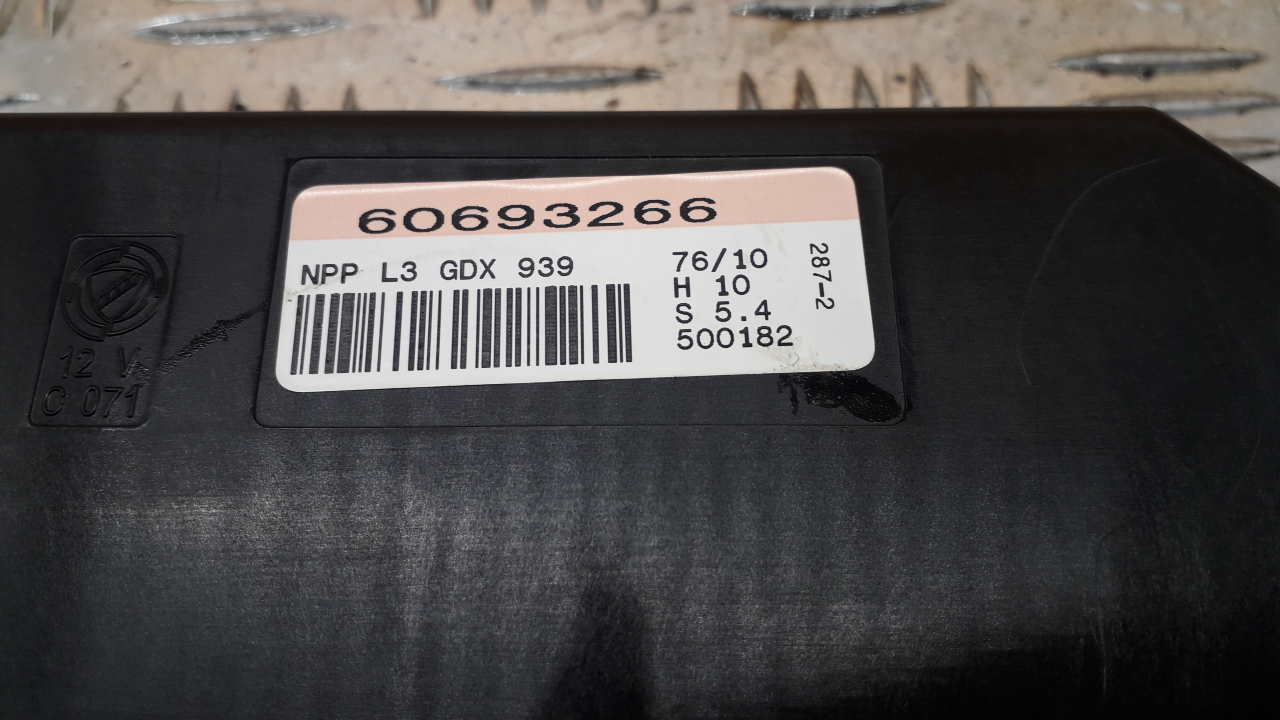 60693266
NPP L3 GDX 939
76/10
H 10
S 5.4
500182
287-2
12 V
C 071